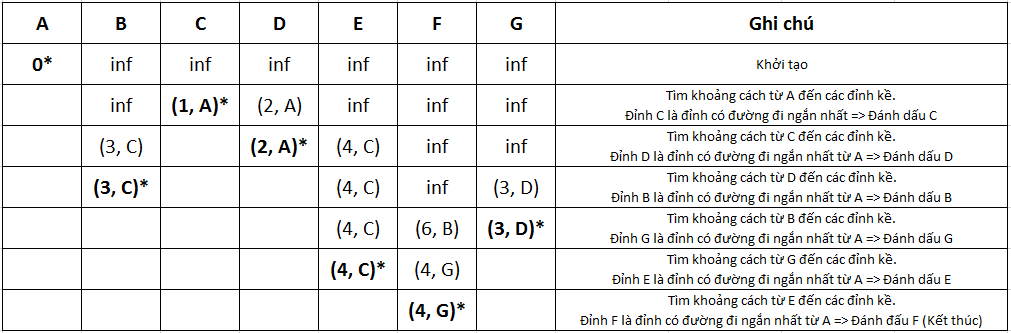 A B C D E F G Ghi chú
0* inf inf inf inf inf inf Khởi tạo
inf (1, A)* (2, A) inf inf inf Tìm khoảng cách từ A đến các đỉnh kề.
Đỉnh C là đỉnh có đường đi ngắn nhất => Đánh dấu C
(3, C) (2, A)* (4, C) inf inf Tìm khoảng cách từ C đến các đỉnh kề.
Đỉnh D là đỉnh có đường đi ngắn nhất từ A => Đánh dấu D
(3, C)* (4, C) inf (3, D) Tìm khoảng cách từ D đến các đỉnh kề.
Đỉnh B là đỉnh có đường đi ngắn nhất từ A => Đánh dấu B
(4, C) (6, B) (3, D)* Tìm khoảng cách từ B đến các đỉnh kề.
Đỉnh G là đỉnh có đường đi ngắn nhất từ A => Đánh dấu G
(4, C)* (4, G) Tìm khoảng cách từ G đến các đỉnh kề.
Đỉnh E là đỉnh có đường đi ngắn nhất từ A => Đánh dấu E
(4, G)* Tìm khoảng cách từ E đến các đỉnh kề.
Đỉnh F là đỉnh có đường đi ngắn nhất từ A => Đánh đấu F (Kết thúc)